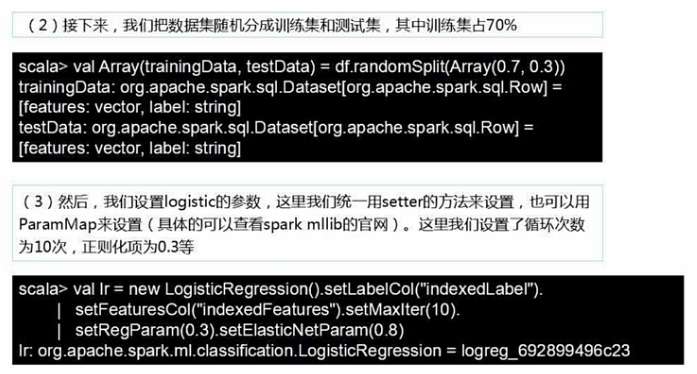 （2）接下来，我们把数据集随机分成训练集和测试集，其中训练集占70%
scala> val Array(trainingData, testData) = df.randomSplit(Array(0.7, 0.3))
trainingData: org.apache.spark.sql.Dataset[org.apache.spark.sql.Row] =
[features: vector, label: string]
testData: org.apache.spark.sql.Dataset[org.apache.spark.sql.Row] =
[features: vector, label: string]
（3）然后，我们设置logistic的参数，这里我们统一用setter的方法来设置，也可以用
ParamMap来设置（具体的可以查看spark mllib的官网）。这里我们设置了循环次数
为10次，正则化项为0.3等
scala> val lr = new LogisticRegression().setLabelCol("indexedLabel").
| setFeaturesCol("indexedFeatures").setMaxIter(10).
| setRegParam(0.3).setElasticNetParam(0.8)
lr: org.apache.spark.ml.classification.LogisticRegression = logreg_692899496c23